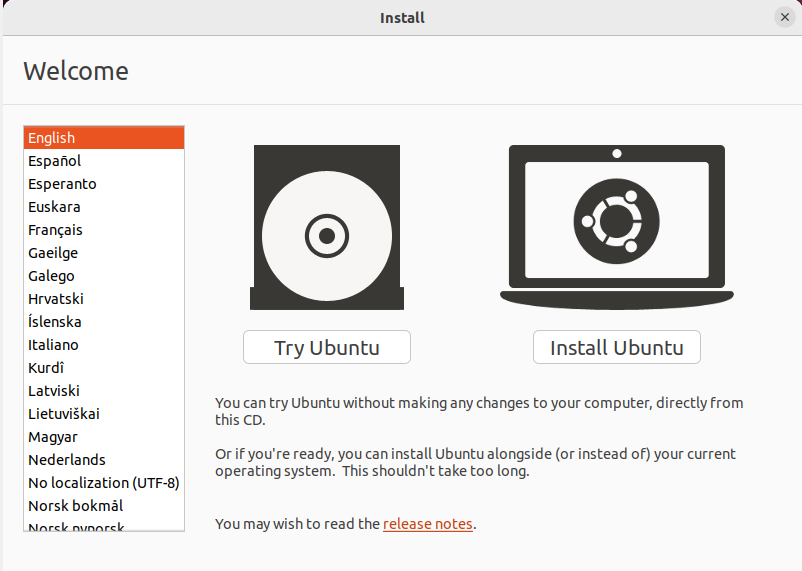 Install
Welcome
English
Español
Esperanto
Euskara
Français
Gaeilge
Galego
Hrvatski
Íslenska
Italiano
Kurdî
Latviski
Lietuviškai
Magyar
Nederlands
No localization (UTF-8)
Norsk bokmål
Norsk nynorsk
Try Ubuntu
Install Ubuntu
You can try Ubuntu without making any changes to your computer, directly from
this CD.
Or if you're ready, you can install Ubuntu alongside (or instead of) your current
operating system.  This shouldn't take too long.
You may wish to read the release notes.